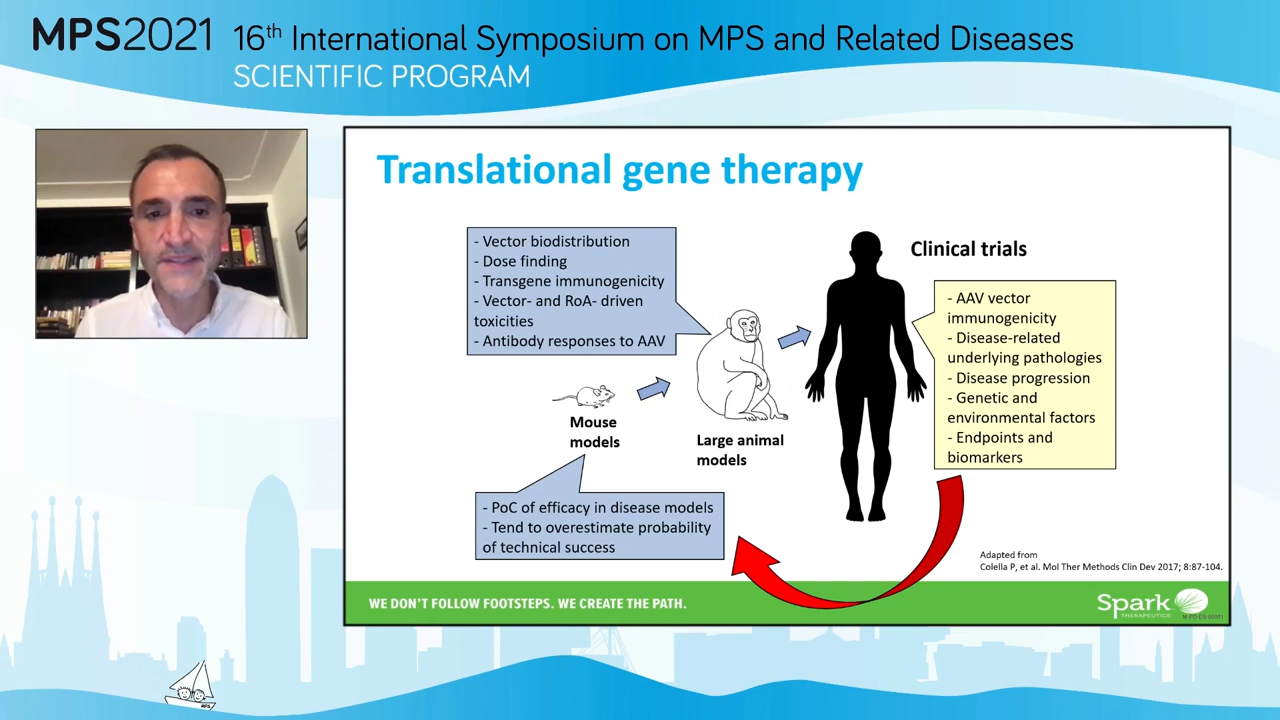 MPS2021 16th International Symposium on MPS and Related Diseases
SCIENTIFIC PROGRAM
Translational gene therapy
- Vector biodistribution
- Dose finding
- Transgene immunogenicity
- Vector- and RoA- driven
toxicities
- Antibody responses to AAV
Clinical trials
- AAV vector
immunogenicity
- Disease-related
underlying pathologies
- Disease progression
- Genetic and
environmental factors
- Endpoints and
biomarkers
Mouse
models
Large animal
models
- PoC of efficacy in disease models
- Tend to overestimate probability
of technical success
Adapted from
Colella P, et al. Mol Ther Methods Clin Dev 2017; 8:87-104.
WE DON'T FOLLOW FOOTSTEPS. WE CREATE THE PATH.
Spark
THERAPEUTICS
MPS